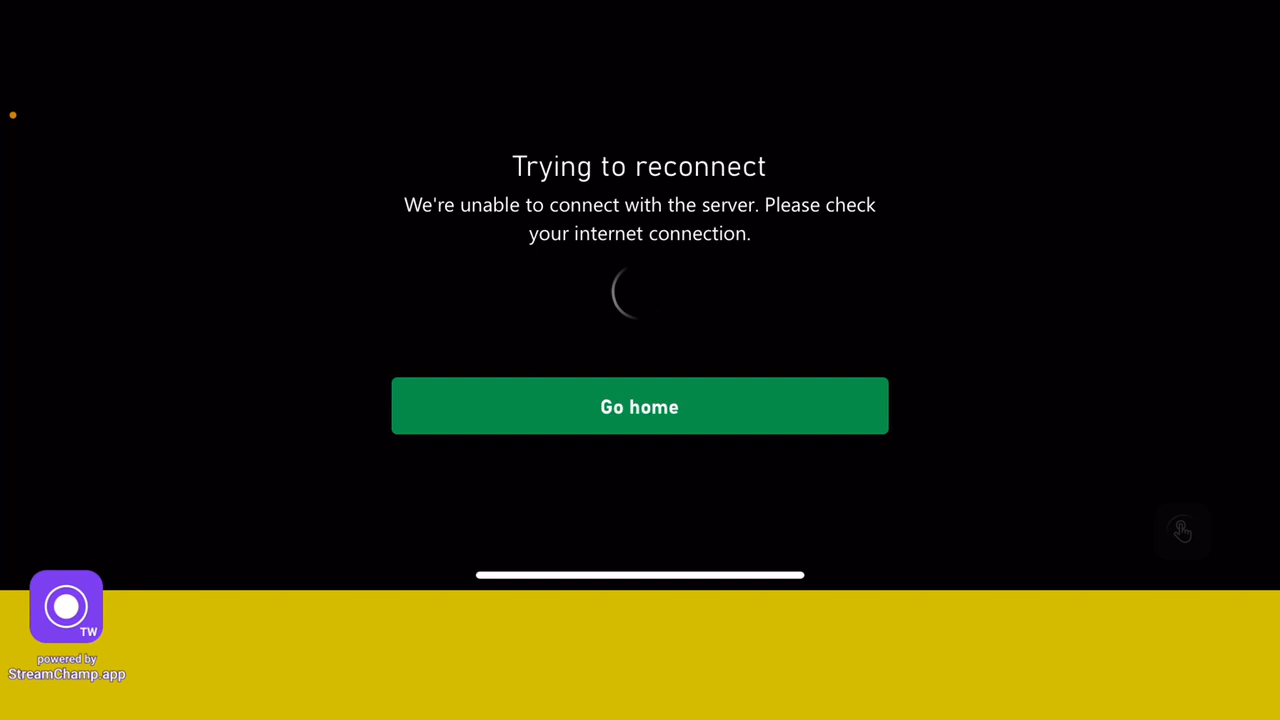 Trying to reconnect
We're unable to connect with the server. Please check
your internet connection.
Go home
TW
powered by
StreamChamp.app